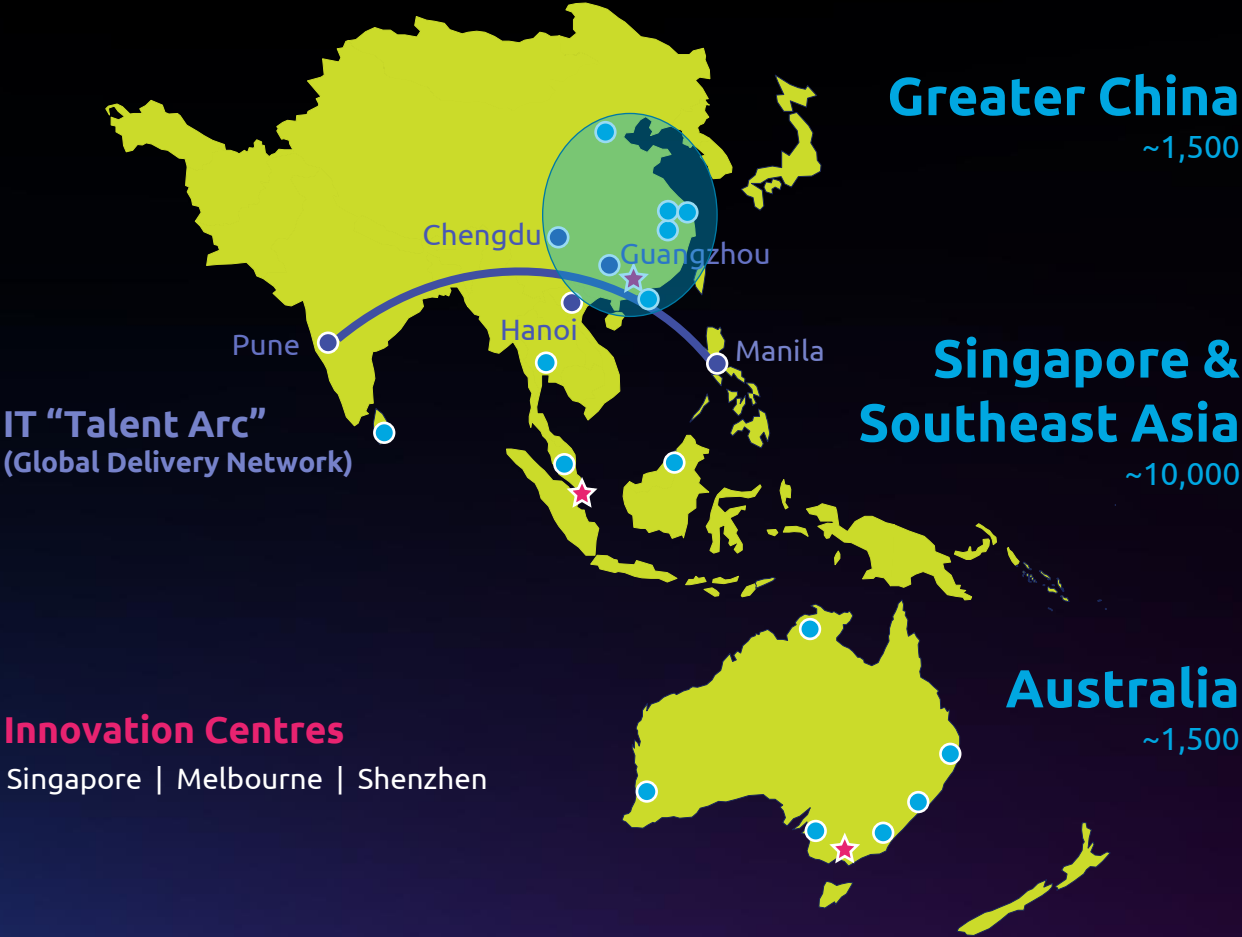 Greater China
~1,500
Chengdu
Guangzhou
Hanoi
Pune
Manila
Singapore &
Southeast Asia
~10,000
IT “Talent Arc”
(Global Delivery Network)
Australia
~1,500
Innovation Centres
Singapore | Melbourne | Shenzhen